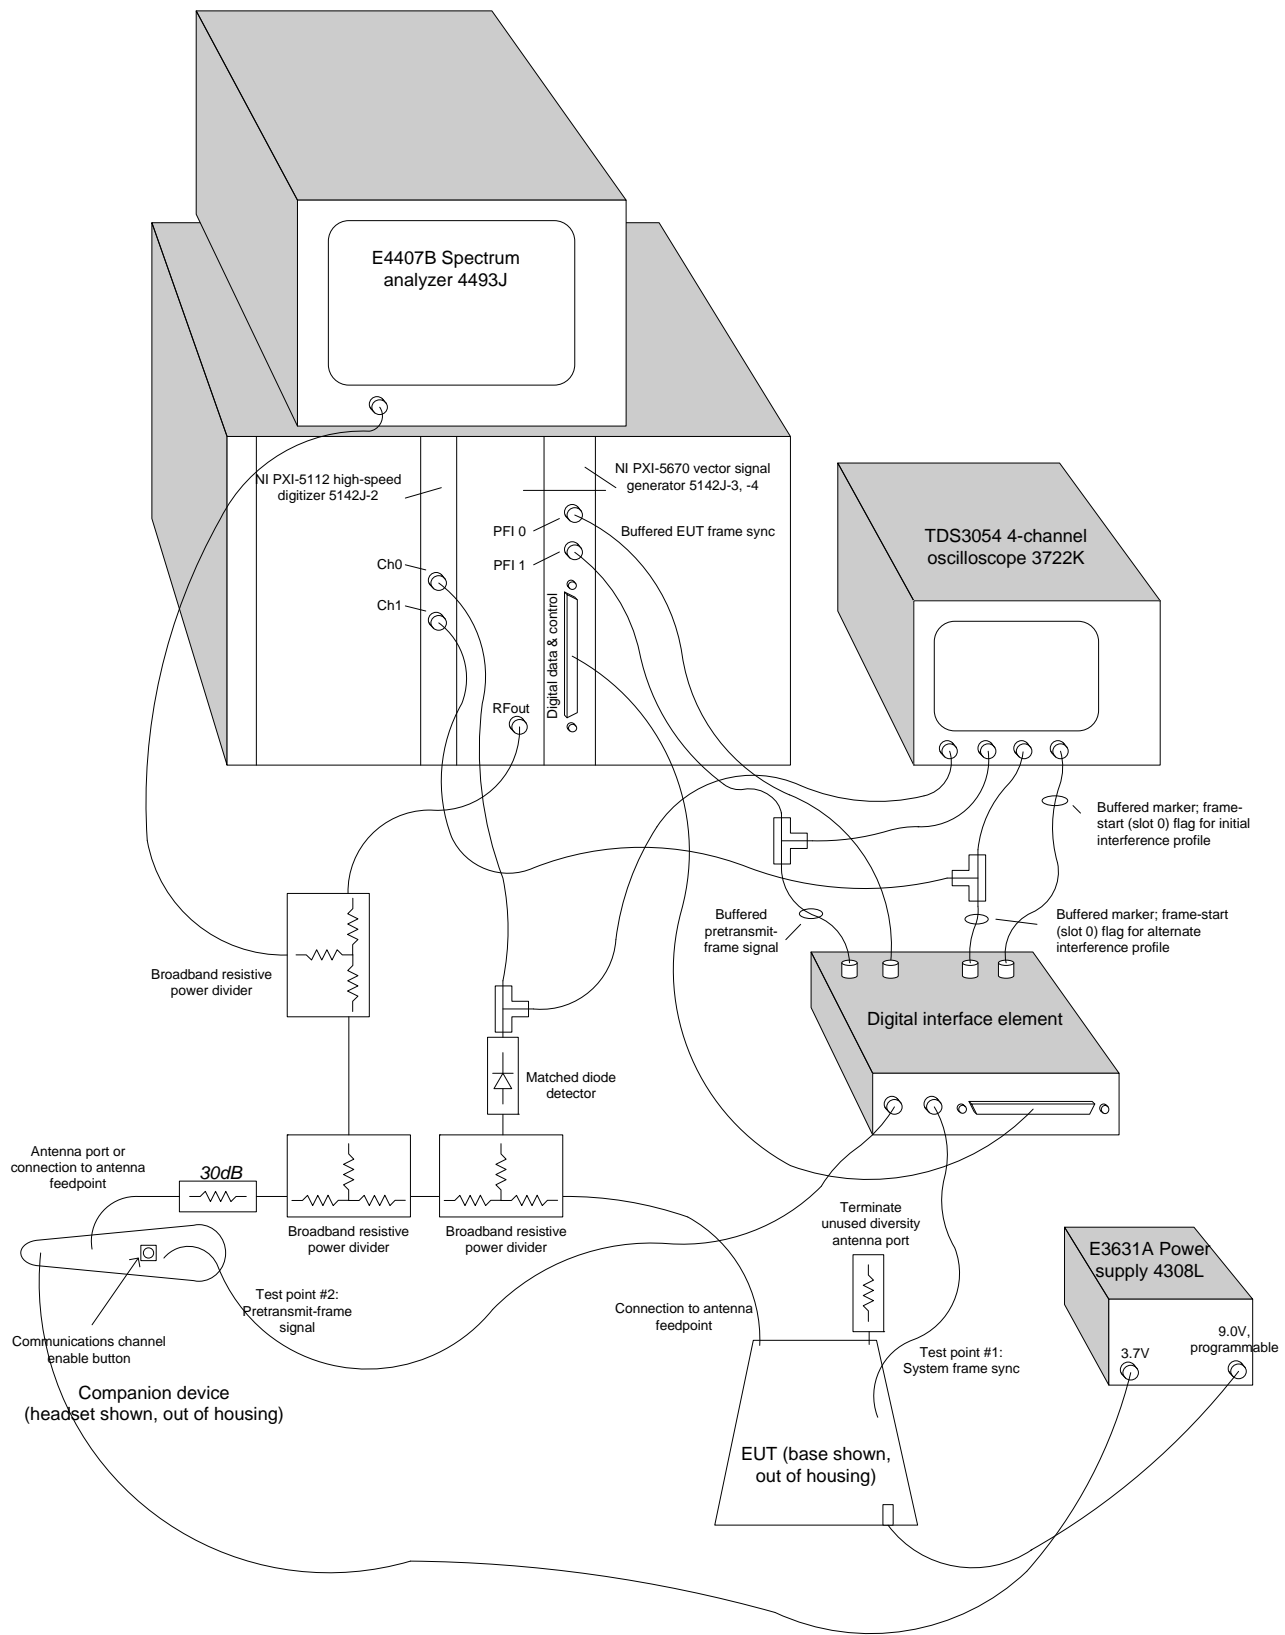 E4407B Spectrum
analyzer 4493J
NI PXI-5112 high-speed
digitizer 5142J-2
NI PXI-5670 vector signal
generator 5142J-3, -4
PFI 0
Buffered EUT frame sync
PFI 1
Ch0
Ch1
Digital data & control
RFout
TDS3054 4-channel
oscilloscope 3722K
Buffered marker; frame-
start (slot 0) flag for initial
interference profile
Buffered
pretransmit-
frame signal
Buffered marker; frame-start
(slot 0) flag for alternate
interference profile
Broadband resistive
power divider
Digital interface element
Matched diode
detector
Antenna port or
connection to antenna
feedpoint
30dB
Broadband resistive
power divider
Broadband resistive
power divider
Terminate
unused diversity
antenna port
E3631A Power
supply 4308L
Test point #2:
Pretransmit-frame
signal
Connection to antenna
feedpoint
Communications channel
enable button
Test point #1:
System frame sync
3.7V
9.0V,
programmable
Companion device
(headset shown, out of housing)
EUT (base shown,
out of housing)